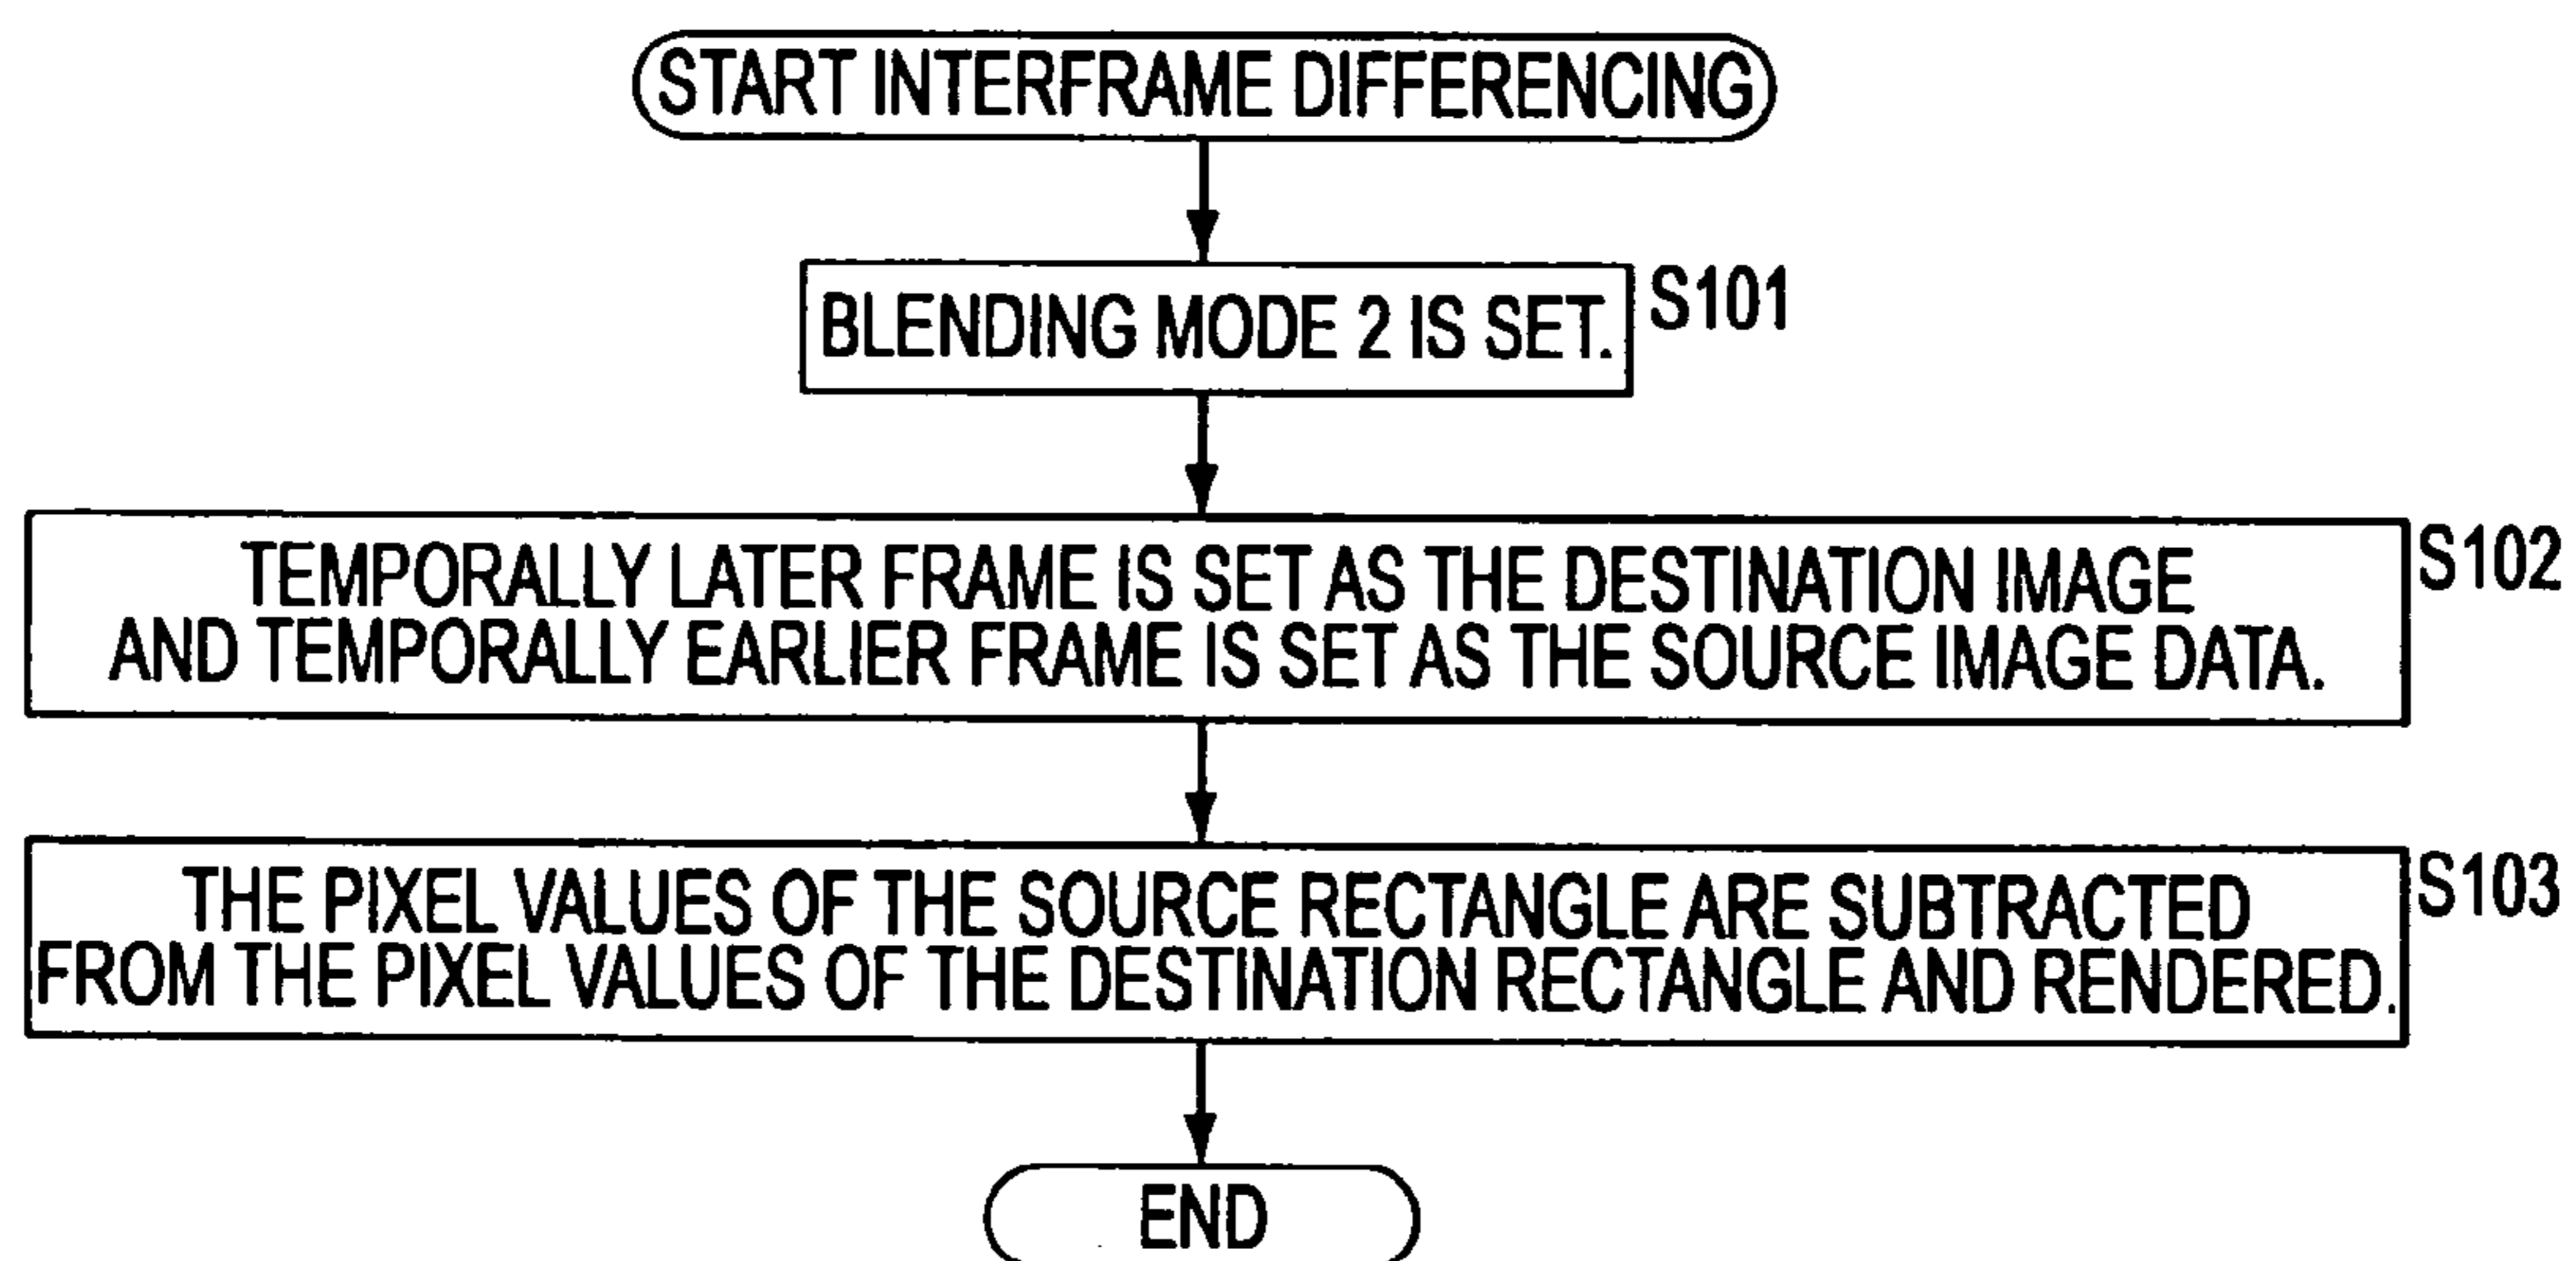 START INTERFRAME DIFFERENCING
BLENDING MODE 2 IS SET.
S101
TEMPORALLY LATER FRAME IS SET AS THE DESTINATION IMAGE
S102
AND TEMPORALLY EARLIER FRAME IS SET AS THE SOURCE IMAGE DATA.
THE PIXEL VALUES OF THE SOURCE RECTANGLE ARE SUBTRACTED
S103
FROM THE PIXEL VALUES OF THE DESTINATION RECTANGLE AND RENDERED.
END